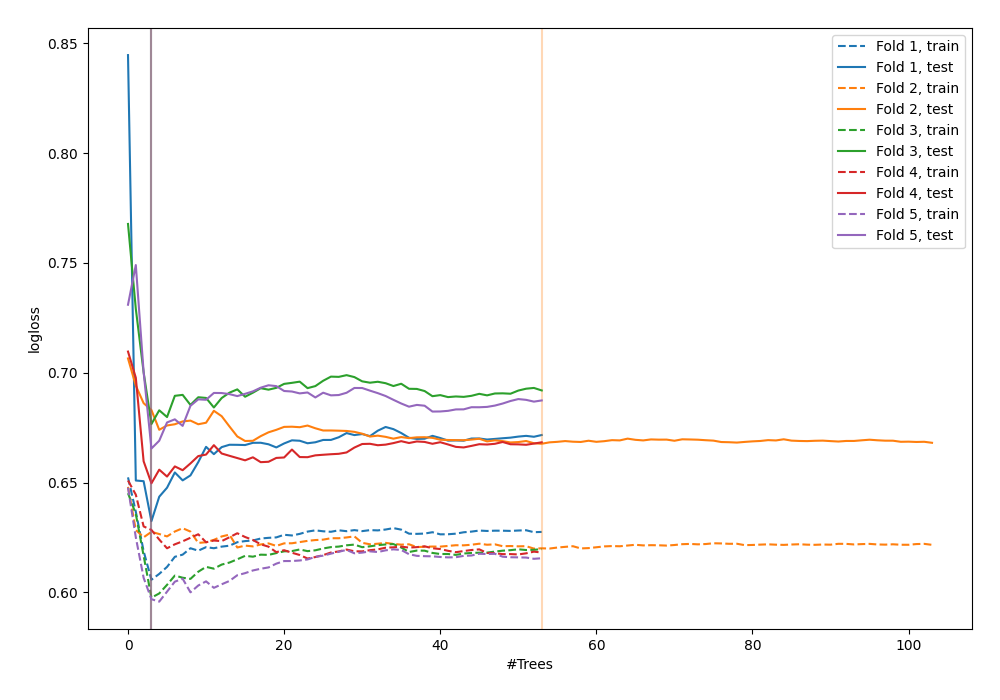 0.85
0.80
0.75
0.70
0.65
0.60
logloss
0 20 40 60 80 100
#Trees
Fold 1, train
Fold 1, test
Fold 2, train
Fold 2, test
Fold 3, train
Fold 3, test
Fold 4, train
Fold 4, test
Fold 5, train
Fold 5, test